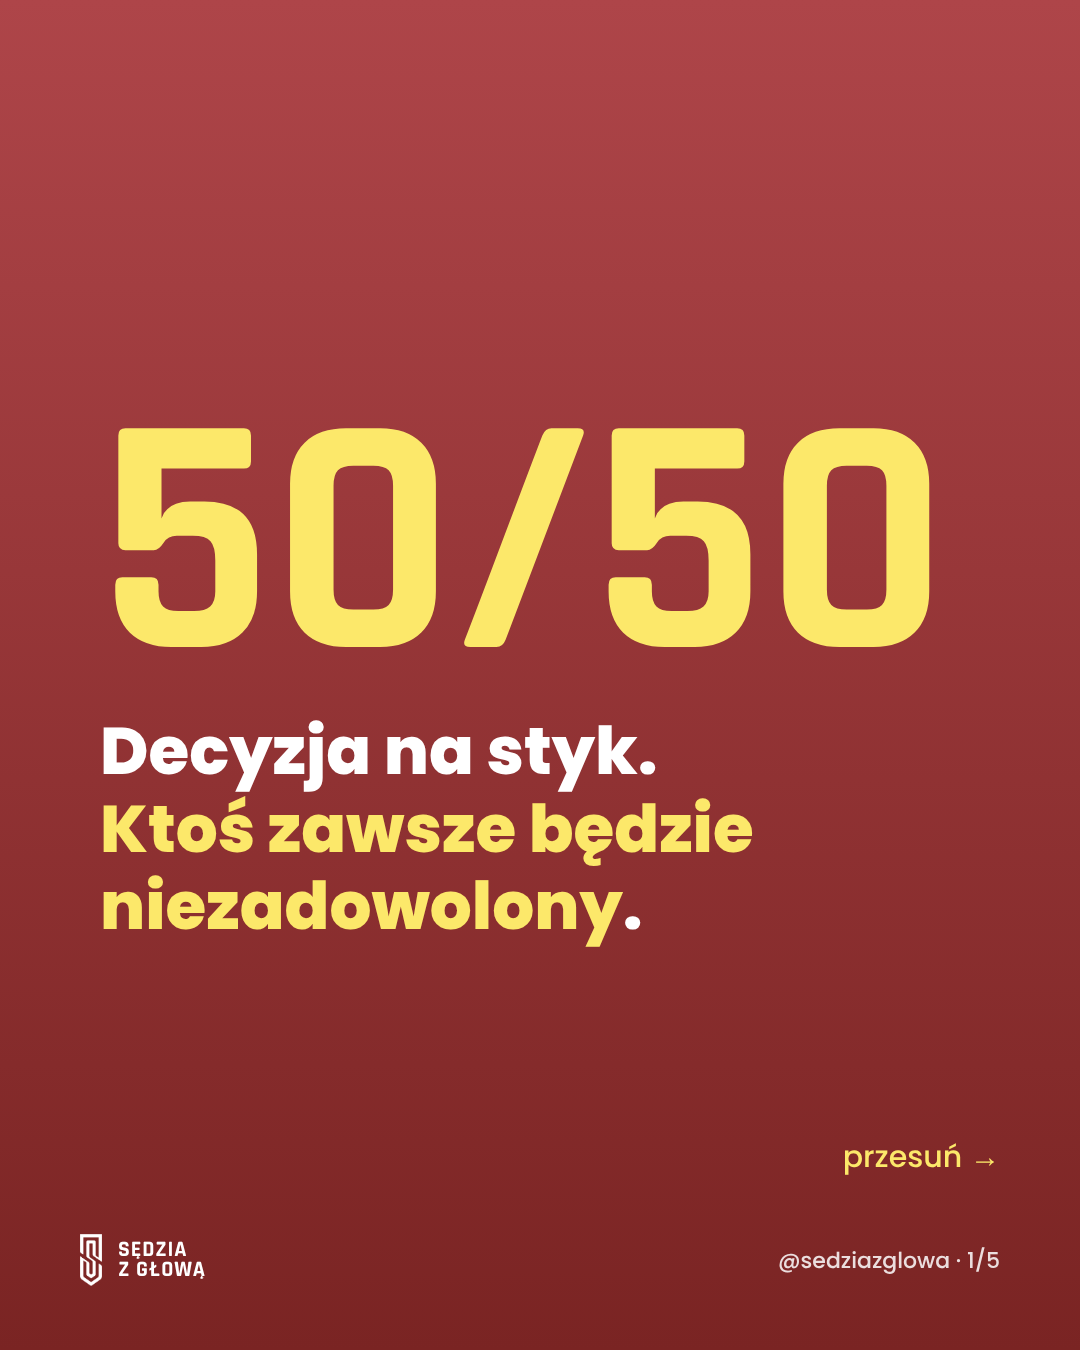 50/50
Decyzja na styk.
Ktoś zawsze będzie
niezadowolony.
przesuń →
SĘDZIA
Z GŁOWĄ
@sedziazglowa · 1/5